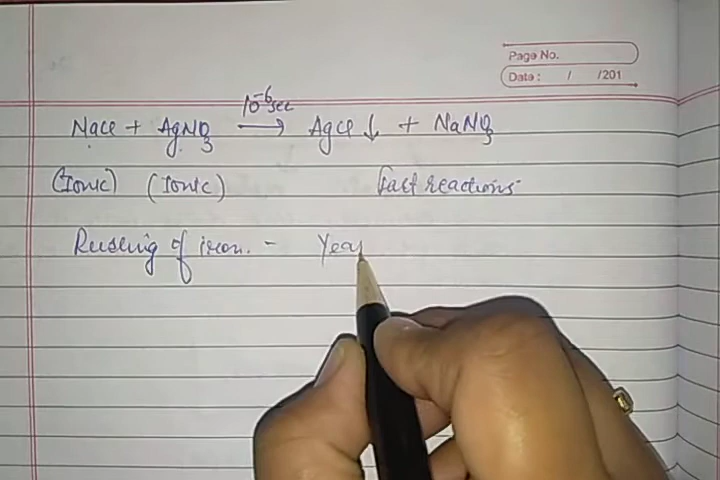 Page No.
Date : / /201
10⁻⁶sec
NaCl + AgNO₃ ⟶ AgCl ↓ + NaNO₃
(Ionic) (Ionic) fast reactions
Rusting of iron. - Year